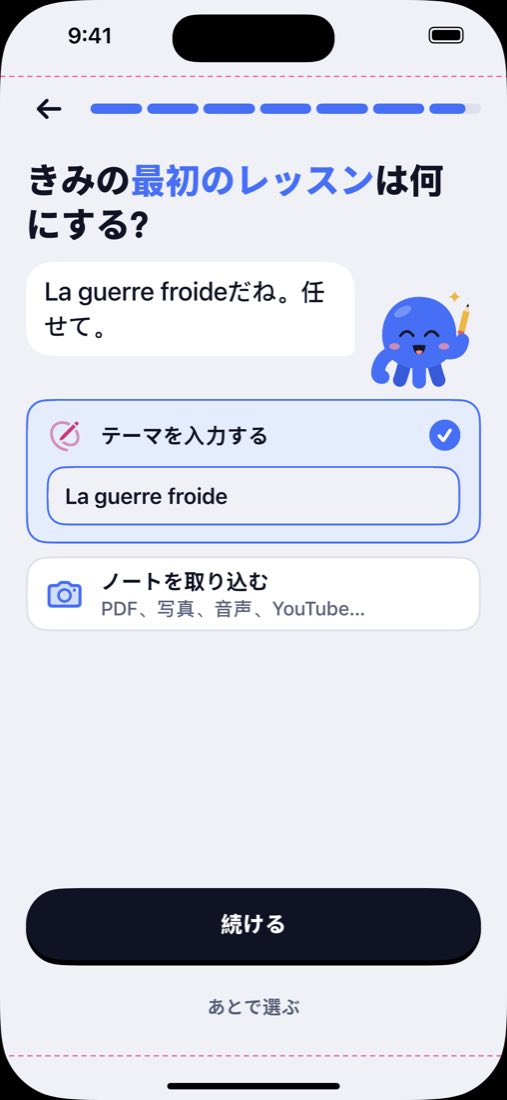 9:41
きみの最初のレッスンは何
にする?
La guerre froideだね。任
せて。
テーマを入力する
La guerre froide
ノートを取り込む
PDF、写真、音声、YouTube...
続ける
あとで選ぶ